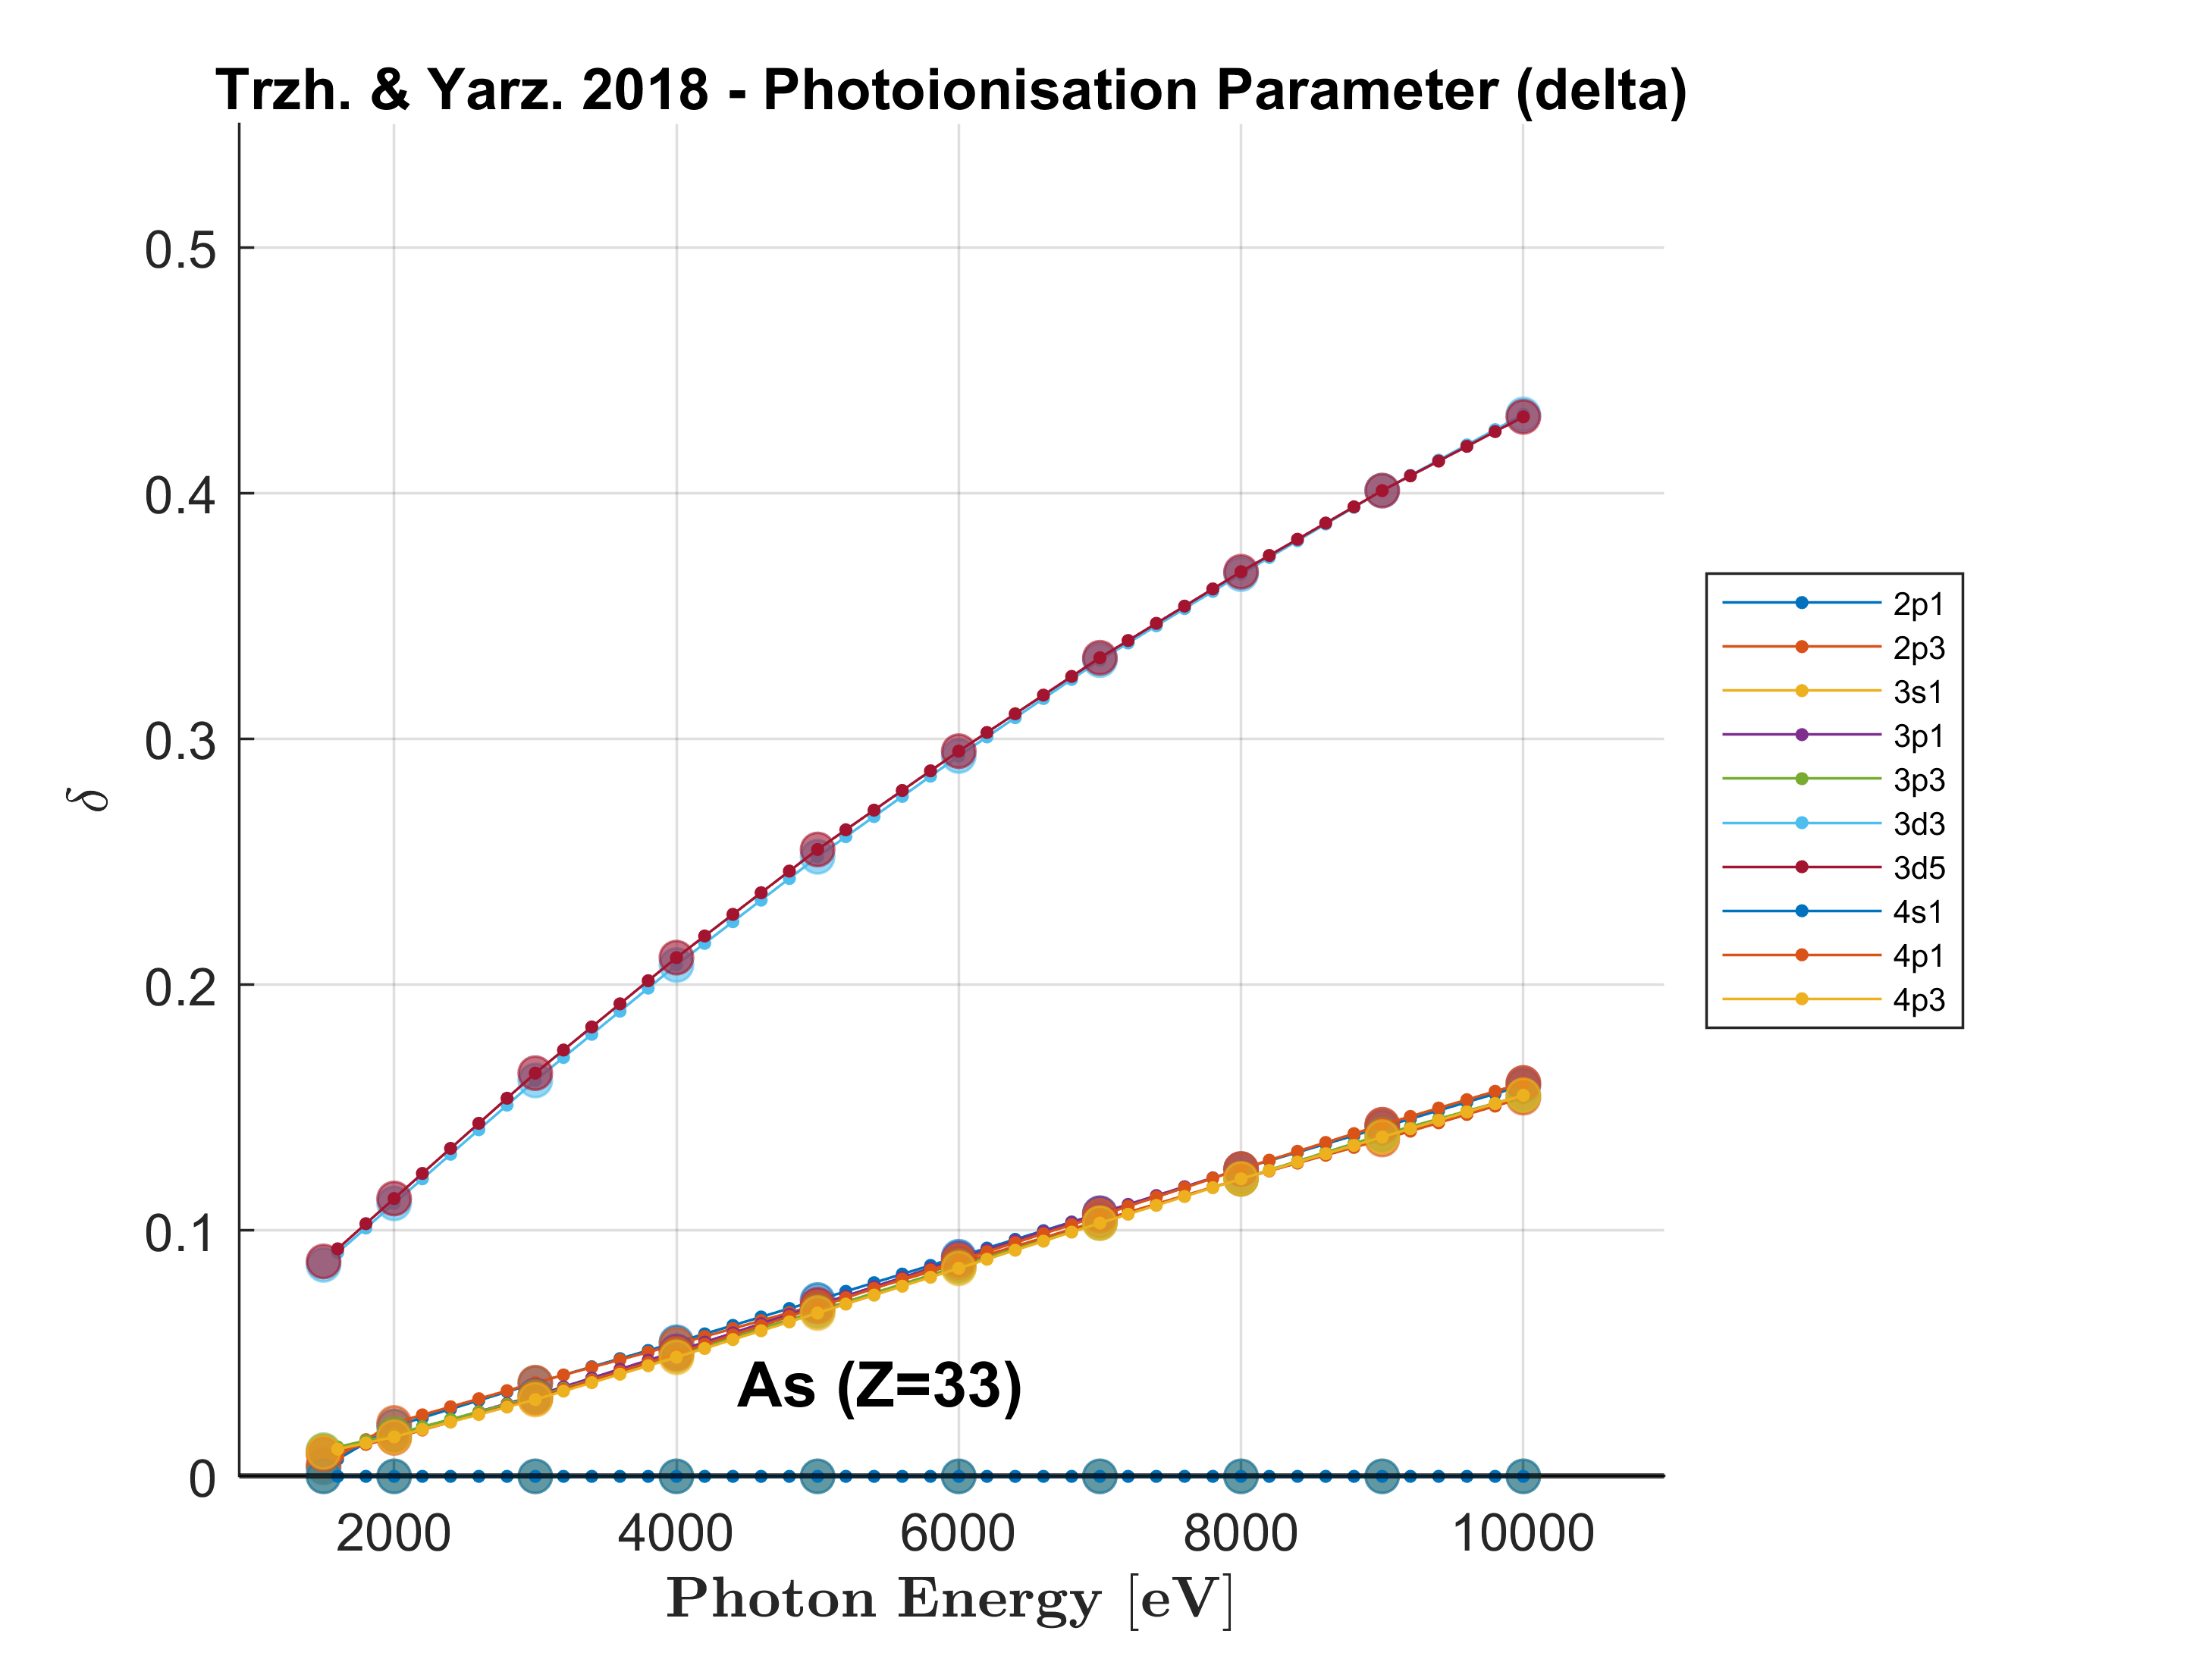 Trzh. & Yarz. 2018 - Photoionisation Parameter (delta)
0.5
0.4
0.3
0.2
0.1
0
δ
2000 4000 6000 8000 10000
Photon Energy [eV]
As (Z=33)
2p1
2p3
3s1
3p1
3p3
3d3
3d5
4s1
4p1
4p3